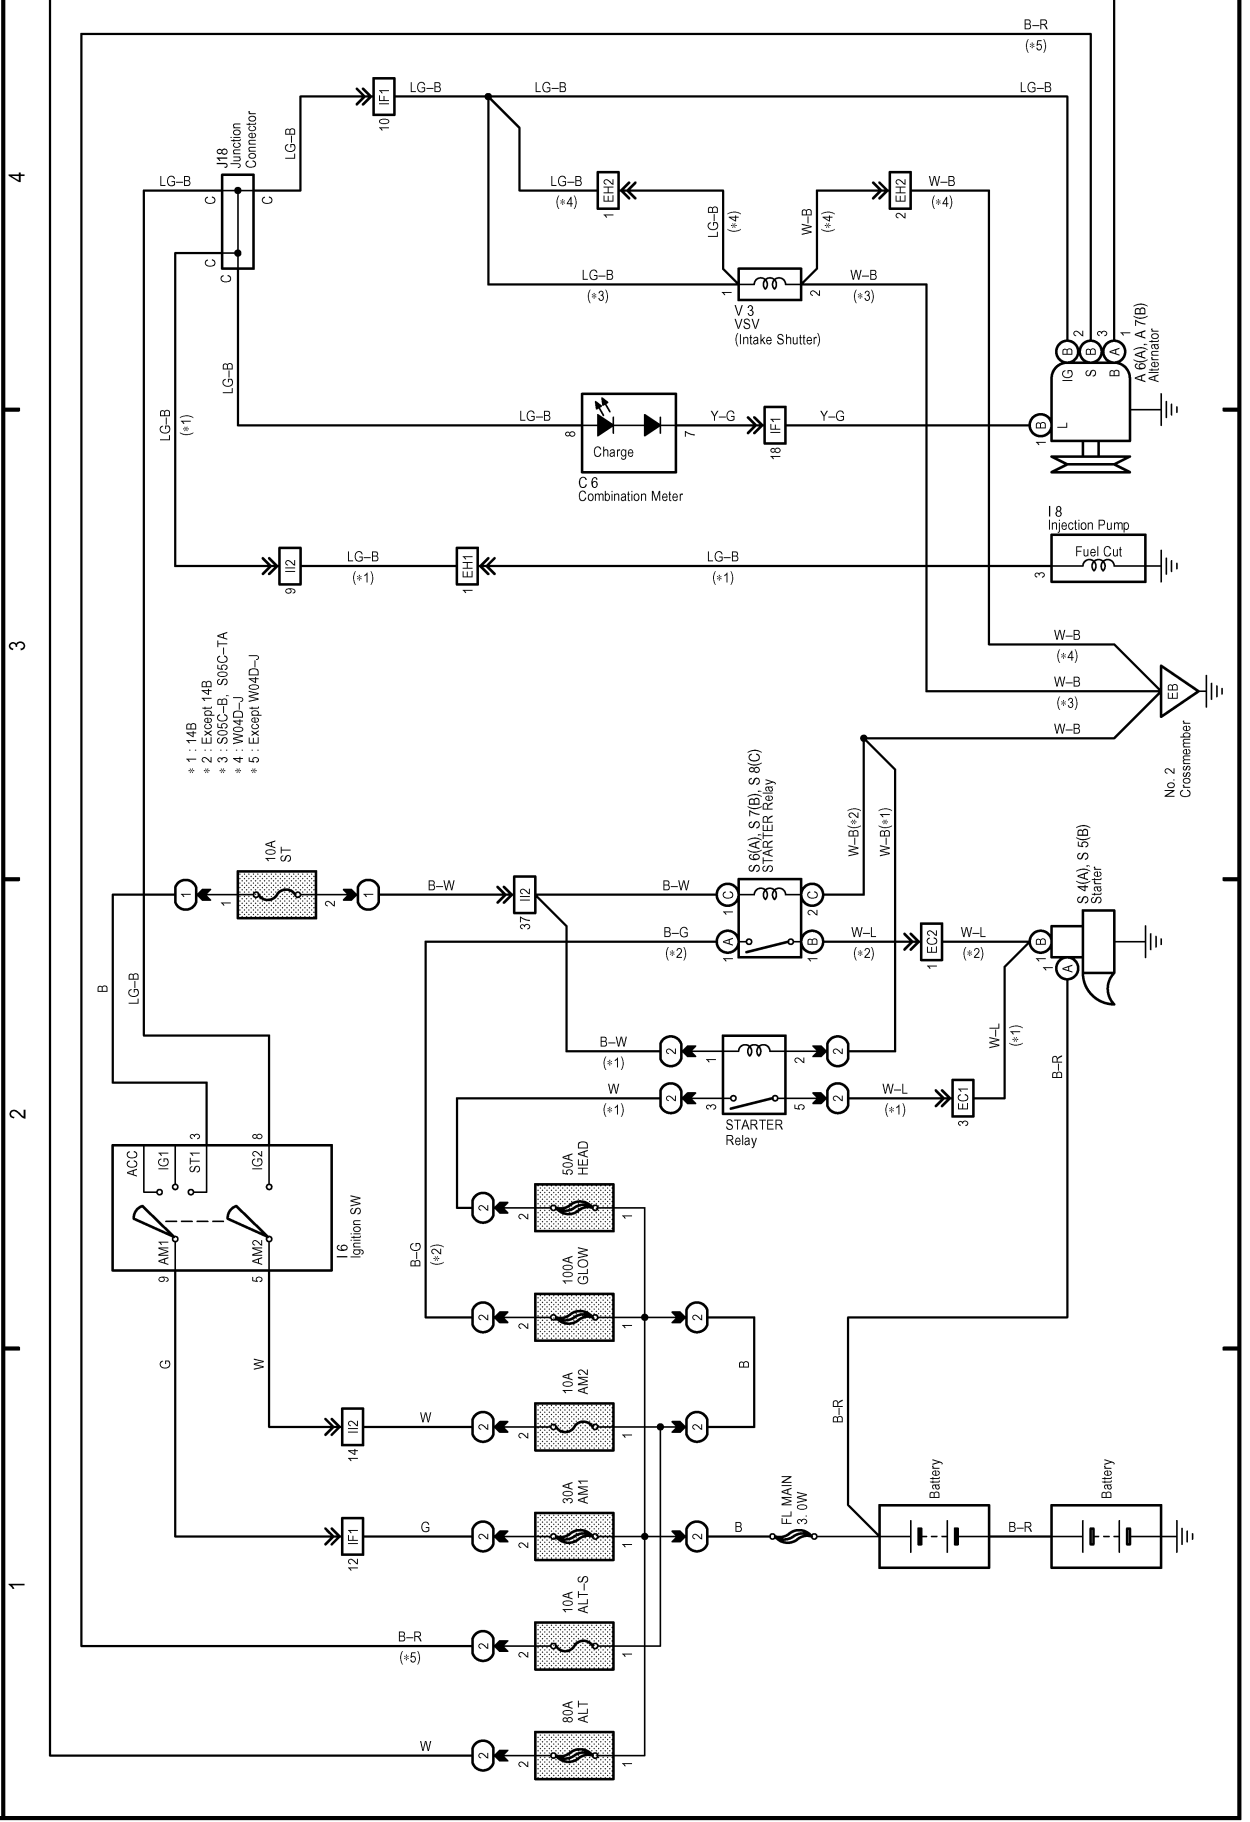 B–R
(*5)
LG–B
IF1
10
LG–B
LG–B
LG–B
J18
Junction
Connector
4
LG–B
C
C
C
C
LG–B
(*4)
EH2
1
LG–B
(*4)
W–B
(*4)
EH2
2
W–B
(*4)
LG–B
(*3)
1
2
W–B
(*3)
V 3
VSV
(Intake Shutter)
A 6(A), A 7(B)
Alternator
2
3
1
B
B
A
IG
S
B
L
B
1
LG–B
LG–B
(*1)
LG–B
8
Charge
7
C 6
Combination Meter
Y–G
IF1
18
Y–G
I 8
Injection Pump
Fuel Cut
3
II2
9
LG–B
(*1)
EH1
1
LG–B
(*1)
3
* 1 : 14B
* 2 : Except 14B
* 3 : S05C–B, S05C–TA
* 4 : W04D–J
* 5 : Except W04D–J
W–B
(*4)
W–B
(*3)
W–B
EB
No. 2
Crossmember
10A
ST
1
1
2
1
B–W
II2
37
B–W
S 6(A), S 7(B), S 8(C)
STARTER Relay
C
1
C
2
A
1
B
1
W–B(*2)
W–B(*1)
B–G
(*2)
W–L
(*2)
EC2
1
W–L
(*2)
S 4(A), S 5(B)
Starter
B
1
A
1
B
LG–B
B–W
(*1)
2
1
2
2
W
(*1)
2
3
5
2
STARTER
Relay
W–L
(*1)
EC1
3
W–L
(*1)
B–R
2
3
8
ACC
IG1
ST1
IG2
AM1
AM2
9
5
I 6
Ignition SW
50A
HEAD
2
2
1
B–G
(*2)
100A
GLOW
2
2
1
2
B
G
W
10A
AM2
II2
14
W
2
2
1
2
B–R
30A
AM1
IF1
12
G
2
2
1
2
B
FL MAIN
3. 0W
Battery
B–R
Battery
1
10A
ALT–S
B–R
(*5)
2
2
1
80A
ALT
W
2
2
1